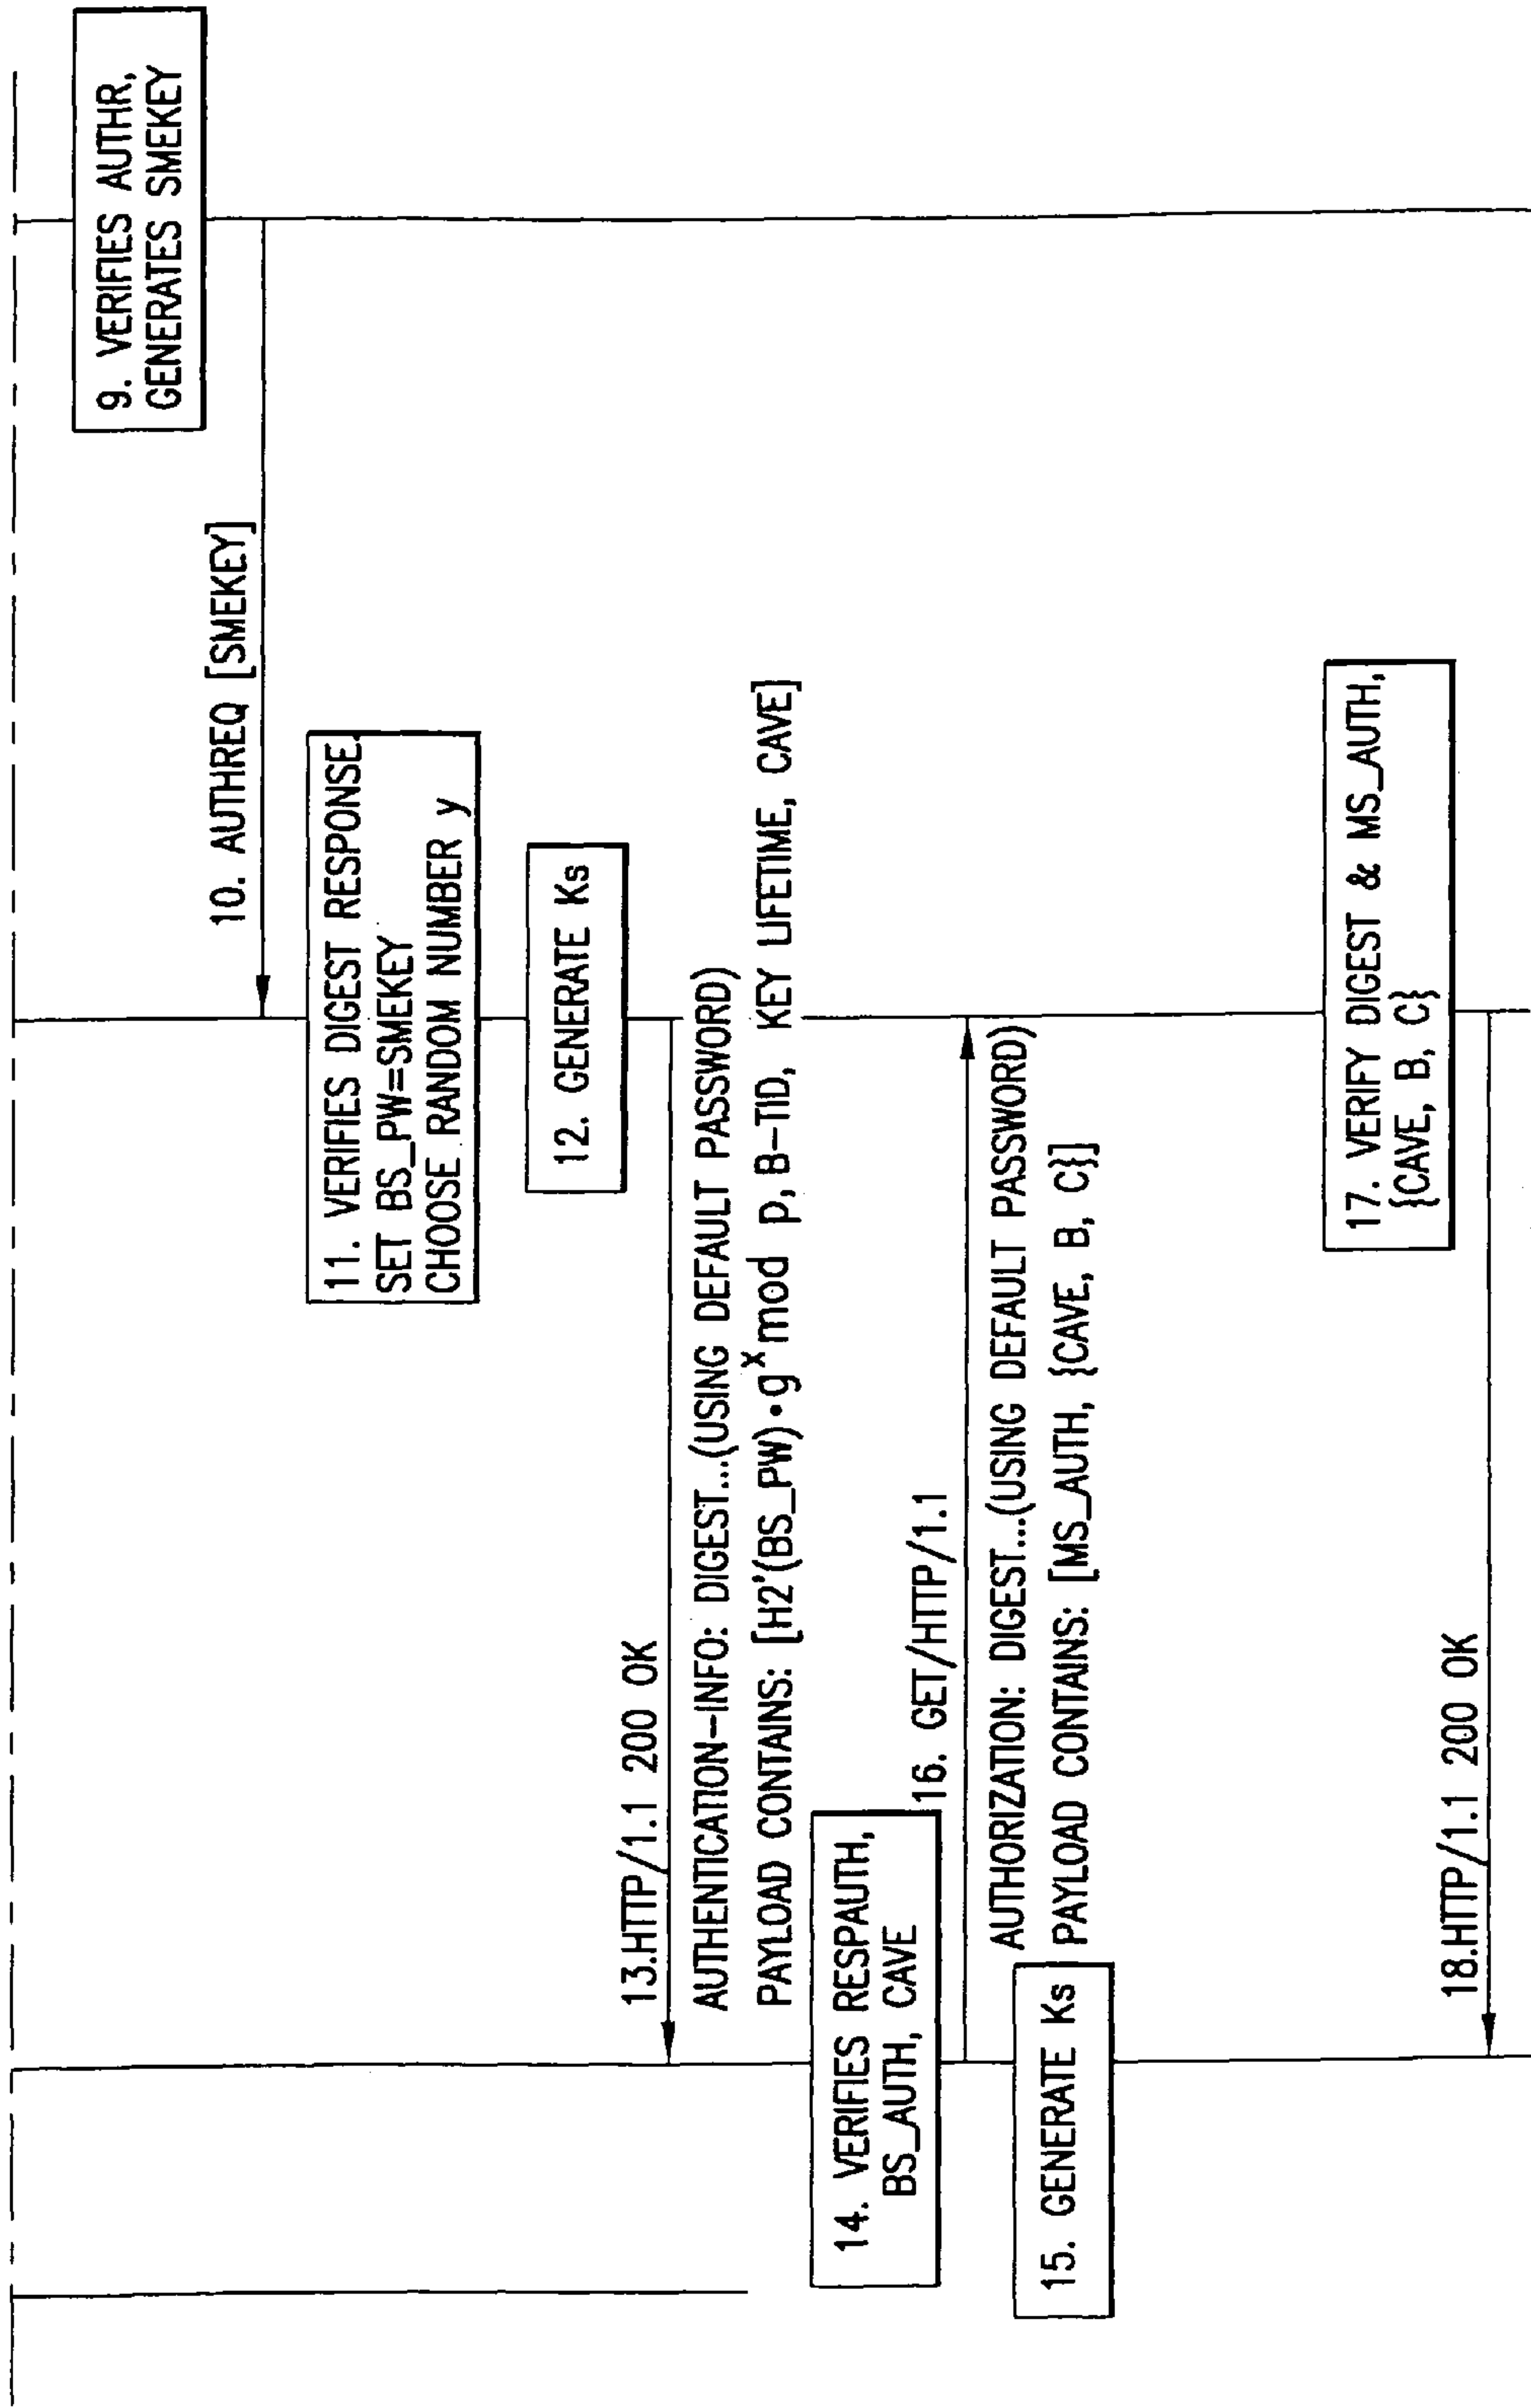 9. VERIFIES AUTHR,
GENERATES SMEKEY
10. AUTHREQ [SMEKEY]
11. VERIFIES DIGEST RESPONSE.
SET BS_PW=SMEKEY
CHOOSE RANDOM NUMBER y
12. GENERATE Ks
13.HTTP/1.1 200 OK
AUTHENTICATION-INFO: DIGEST...(USING DEFAULT PASSWORD)
PAYLOAD CONTAINS: [H2'(BS_PW)•g^x mod p, B-TID, KEY LIFETIME, CAVE]
14. VERIFIES RESPAUTH,
BS_AUTH, CAVE
16. GET/HTTP/1.1
AUTHORIZATION: DIGEST...(USING DEFAULT PASSWORD)
PAYLOAD CONTAINS: [MS_AUTH, {CAVE, B, C}]
15. GENERATE Ks
17. VERIFY DIGEST & MS_AUTH,
{CAVE, B, C}
18.HTTP/1.1 200 OK